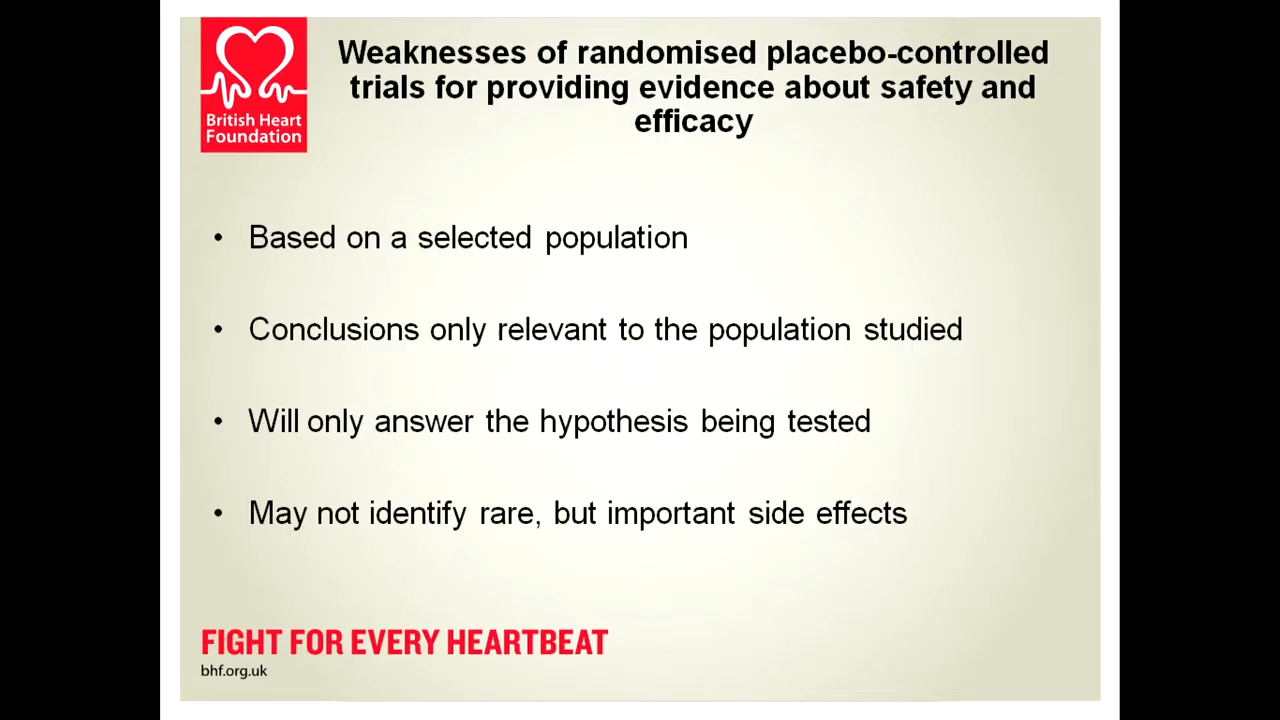 British Heart
Foundation
Weaknesses of randomised placebo-controlled
trials for providing evidence about safety and
efficacy
• Based on a selected population
• Conclusions only relevant to the population studied
• Will only answer the hypothesis being tested
• May not identify rare, but important side effects
FIGHT FOR EVERY HEARTBEAT
bhf.org.uk